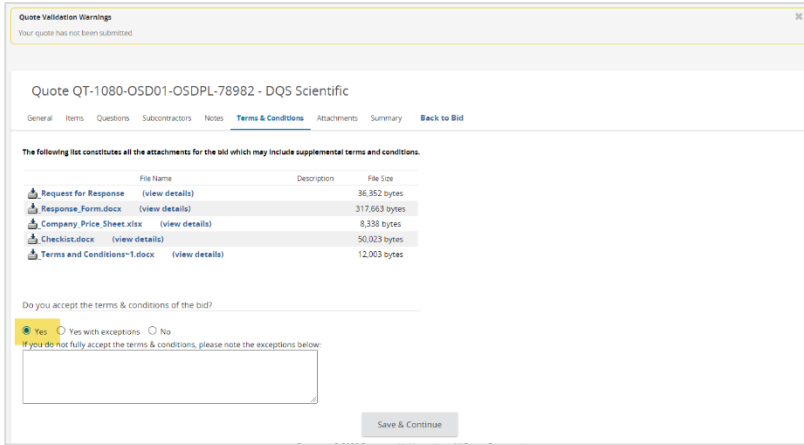 Quote Validation Warnings
Your quote has not been submitted.
Quote QT-1080-OSD01-OSDPL-78982 - DQS Scientific
General Items Questions Subcontractors Notes Terms & Conditions Attachments Summary Back to Bid
The following list constitutes all the attachments for the bid which may include supplemental terms and conditions.
File Name Description File Size
Request for Response (view details) 36,352 bytes
Response_Form.docx (view details) 317,663 bytes
Company_Price_Sheet.xlsx (view details) 8,338 bytes
Checkist.docx (view details) 50,023 bytes
Terms and Conditions~1.docx (view details) 12,003 bytes
Do you accept the terms & conditions of the bid?
Yes Yes with exceptions No
If you do not fully accept the terms & conditions, please note the exceptions below:
Save & Continue